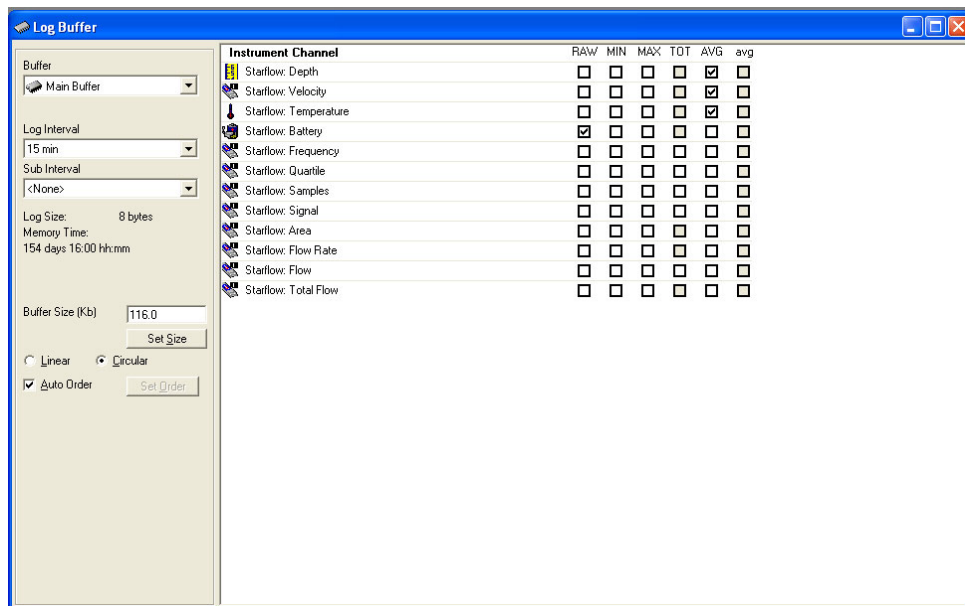 Log Buffer
Buffer
Main Buffer
Log Interval
15 min
Sub Interval
<None>
Log Size: 8 bytes
Memory Time:
154 days 16:00 hh:mm
Buffer Size (Kb) 116.0
Set Size
Linear Circular
Auto Order Set Order
Instrument Channel RAW MIN MAX TOT AVG avg
Starflow: Depth
Starflow: Velocity
Starflow: Temperature
Starflow: Battery
Starflow: Frequency
Starflow: Quartile
Starflow: Samples
Starflow: Signal
Starflow: Area
Starflow: Flow Rate
Starflow: Flow
Starflow: Total Flow